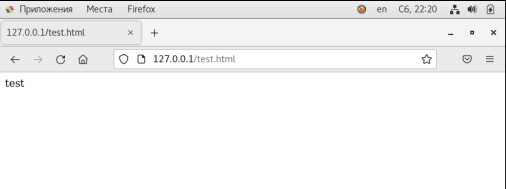 Приложения Места Firefox en Сб, 22:20
127.0.0.1/test.html
127.0.0.1/test.html
test